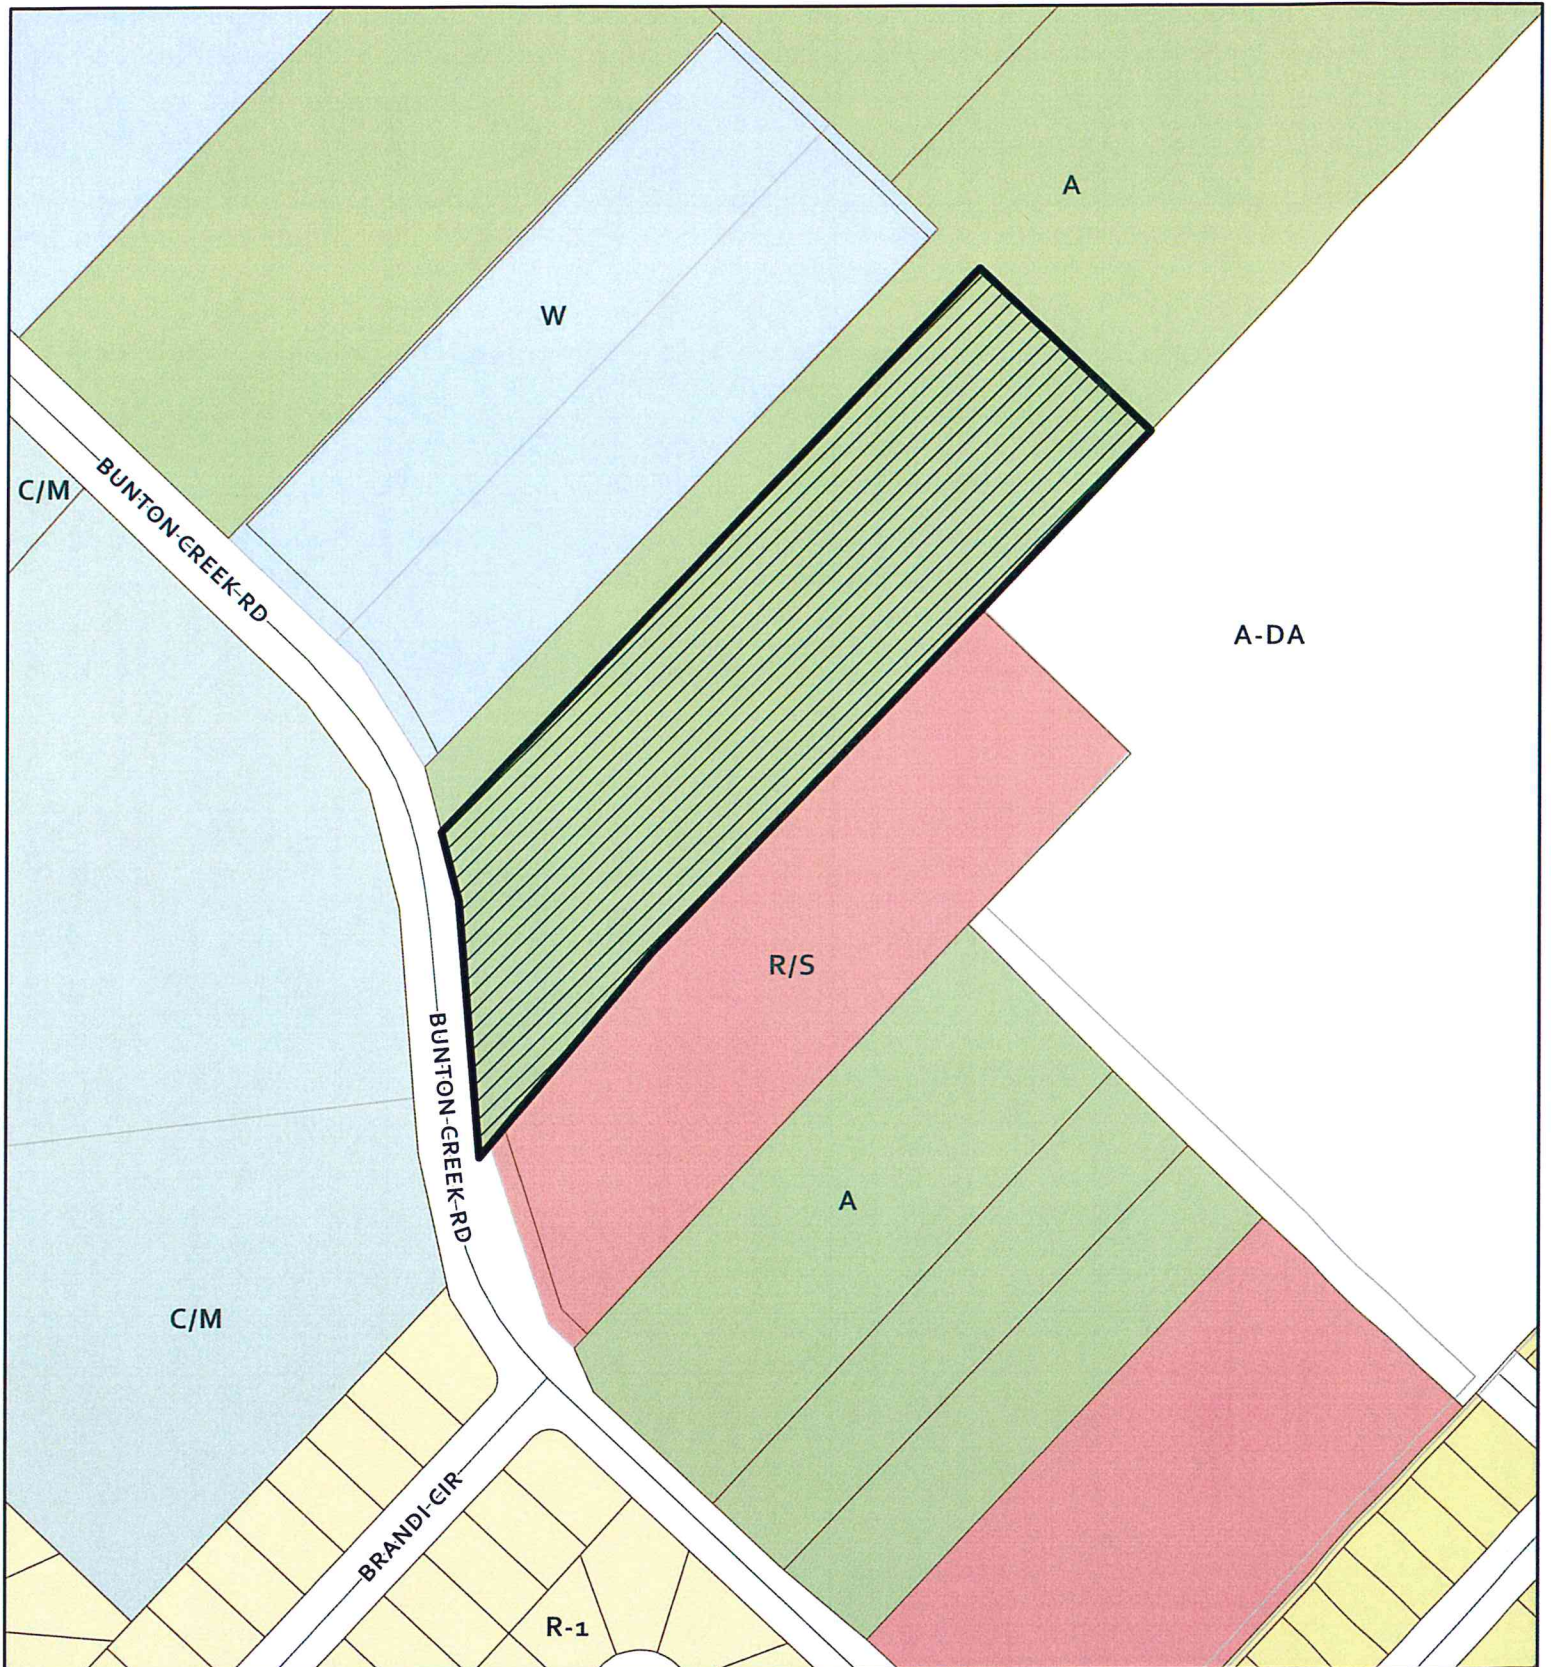 A
W
C/M
BUNTON CREEK RD
A-DA
R/S
BUNTON CREEK RD
A
C/M
BRANDI CIR
R-1